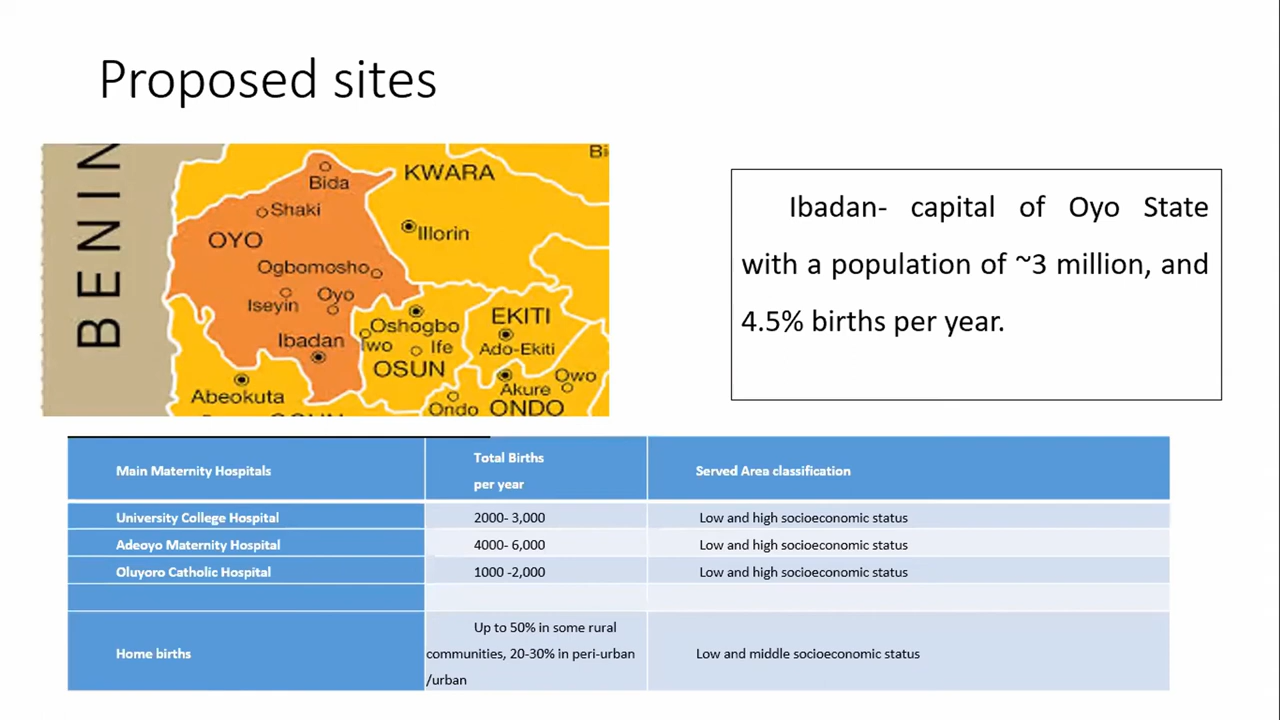 Proposed sites
BENIN
Bi
KWARA
Bida
Shaki
Illorin
OYO
Ogbomosho
Iseyin
Oyo
Oshogbo
EKITI
Ibadan
Iwo
Ife
Ado-Ekiti
OSUN
Abeokuta
Akure
Owo
Ondo
ONDO
Ibadan- capital of Oyo State
with a population of ~3 million, and
4.5% births per year.
Main Maternity Hospitals
Total Births
per year
Served Area classification
University College Hospital
2000- 3,000
Low and high socioeconomic status
Adeoyo Maternity Hospital
4000- 6,000
Low and high socioeconomic status
Oluyoro Catholic Hospital
1000 -2,000
Low and high socioeconomic status
Home births
Up to 50% in some rural
communities, 20-30% in peri-urban
/urban
Low and middle socioeconomic status